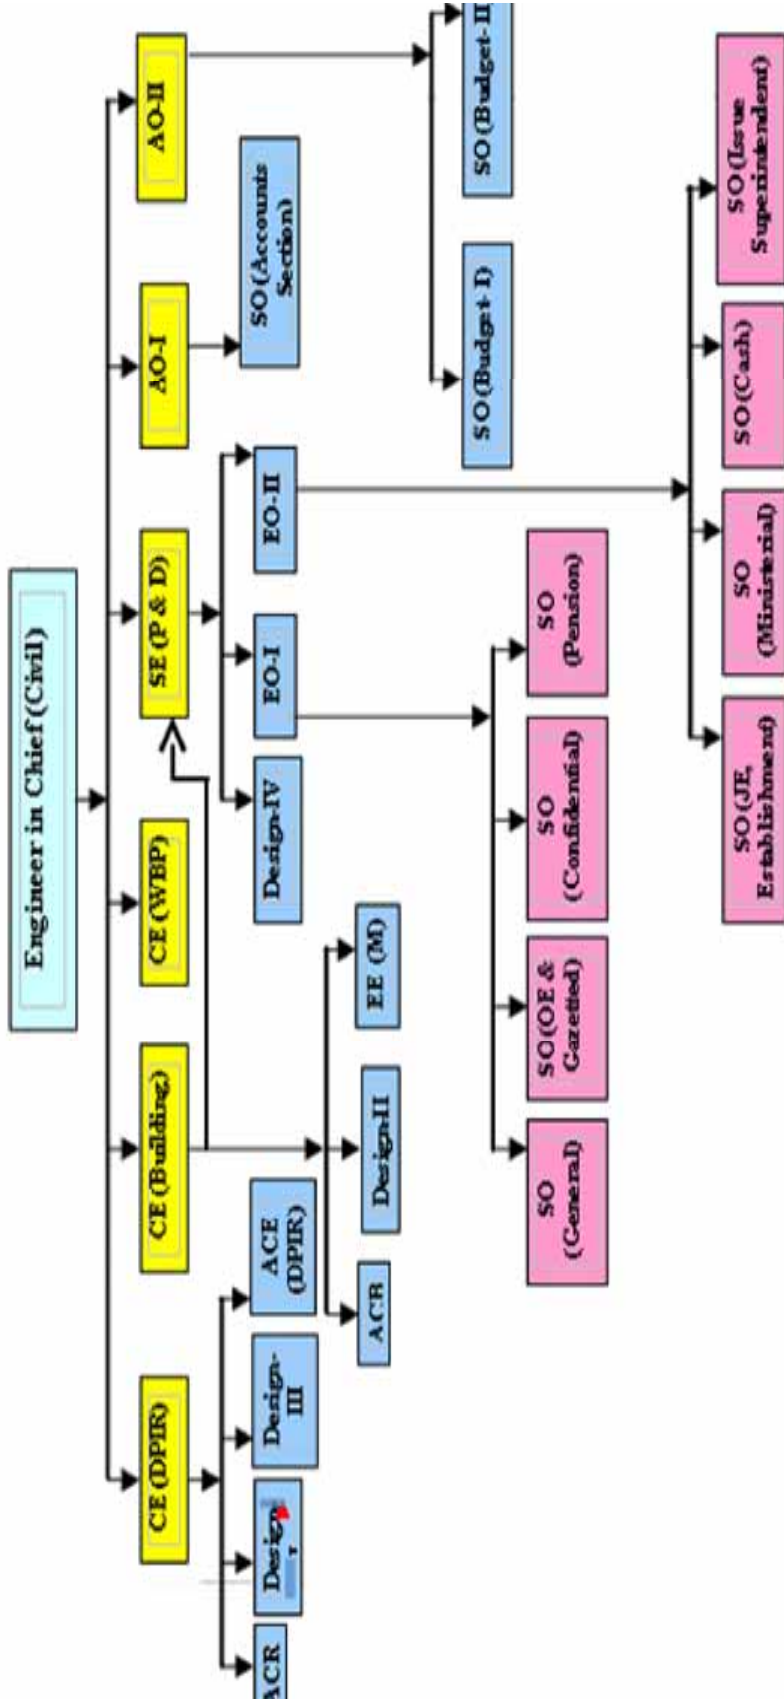 Engineer in Chief (Civil)
CE (DPIR)
CE (Building)
CE (WBP)
SE (P & D)
AO-I
AO-II
ACR
Design
Design-
III
ACE
(DPIR)
ACB
Design-II
EE (M)
Design-IV
EO-I
EO-II
SO (Accounts
Section)
SO (Budget- I)
SO (Budget- II
SO
(General)
SO(OE &
Gazetted
SO
(Confidential)
SO
(Pension)
SO (JE,
Establishment)
SO
(Ministerial)
SO (Cash)
SO (Issue
Superintendent)